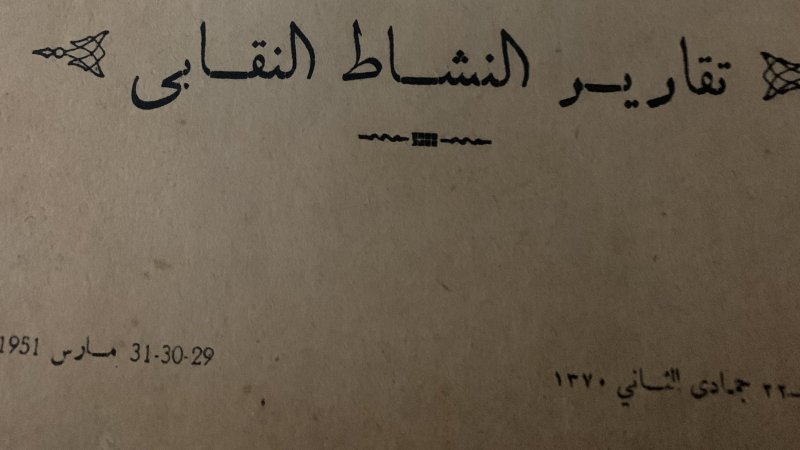 تقارير النشاط النقابى
٢٢ جمادى الثاني ١٣٧٠
29-30-31 مارس 1951